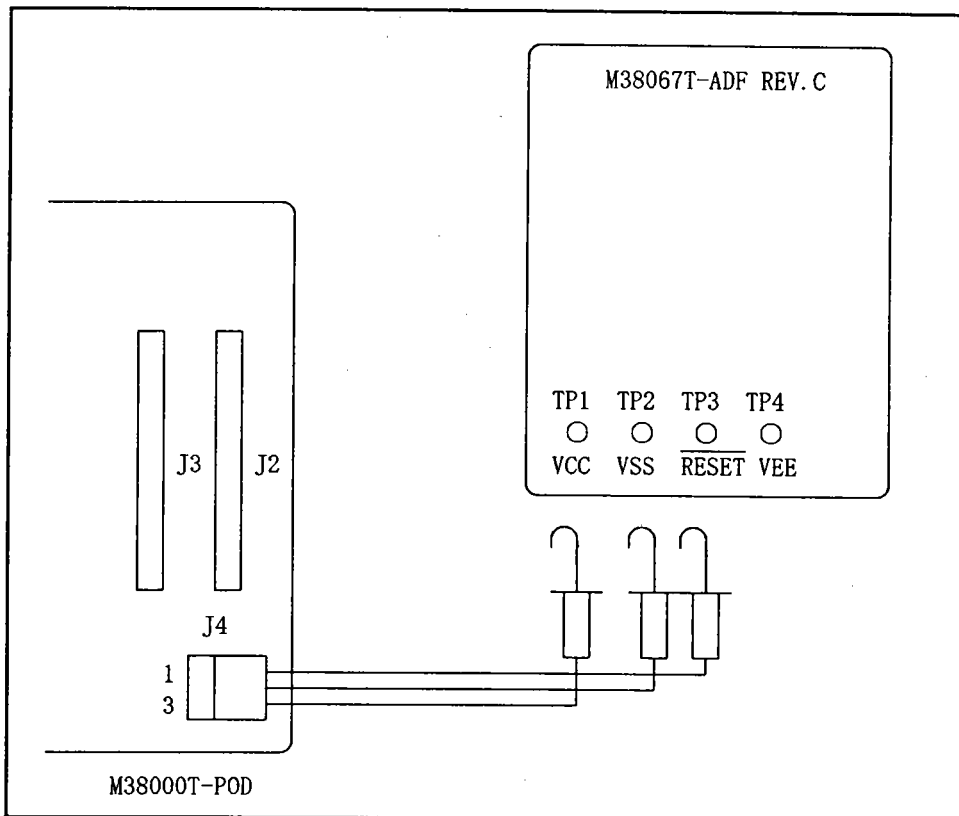 M38067T-ADF REV.C
TP1 TP2 TP3 TP4
VCC VSS RESET VEE
J3 J2
J4
1
3
M38000T-POD